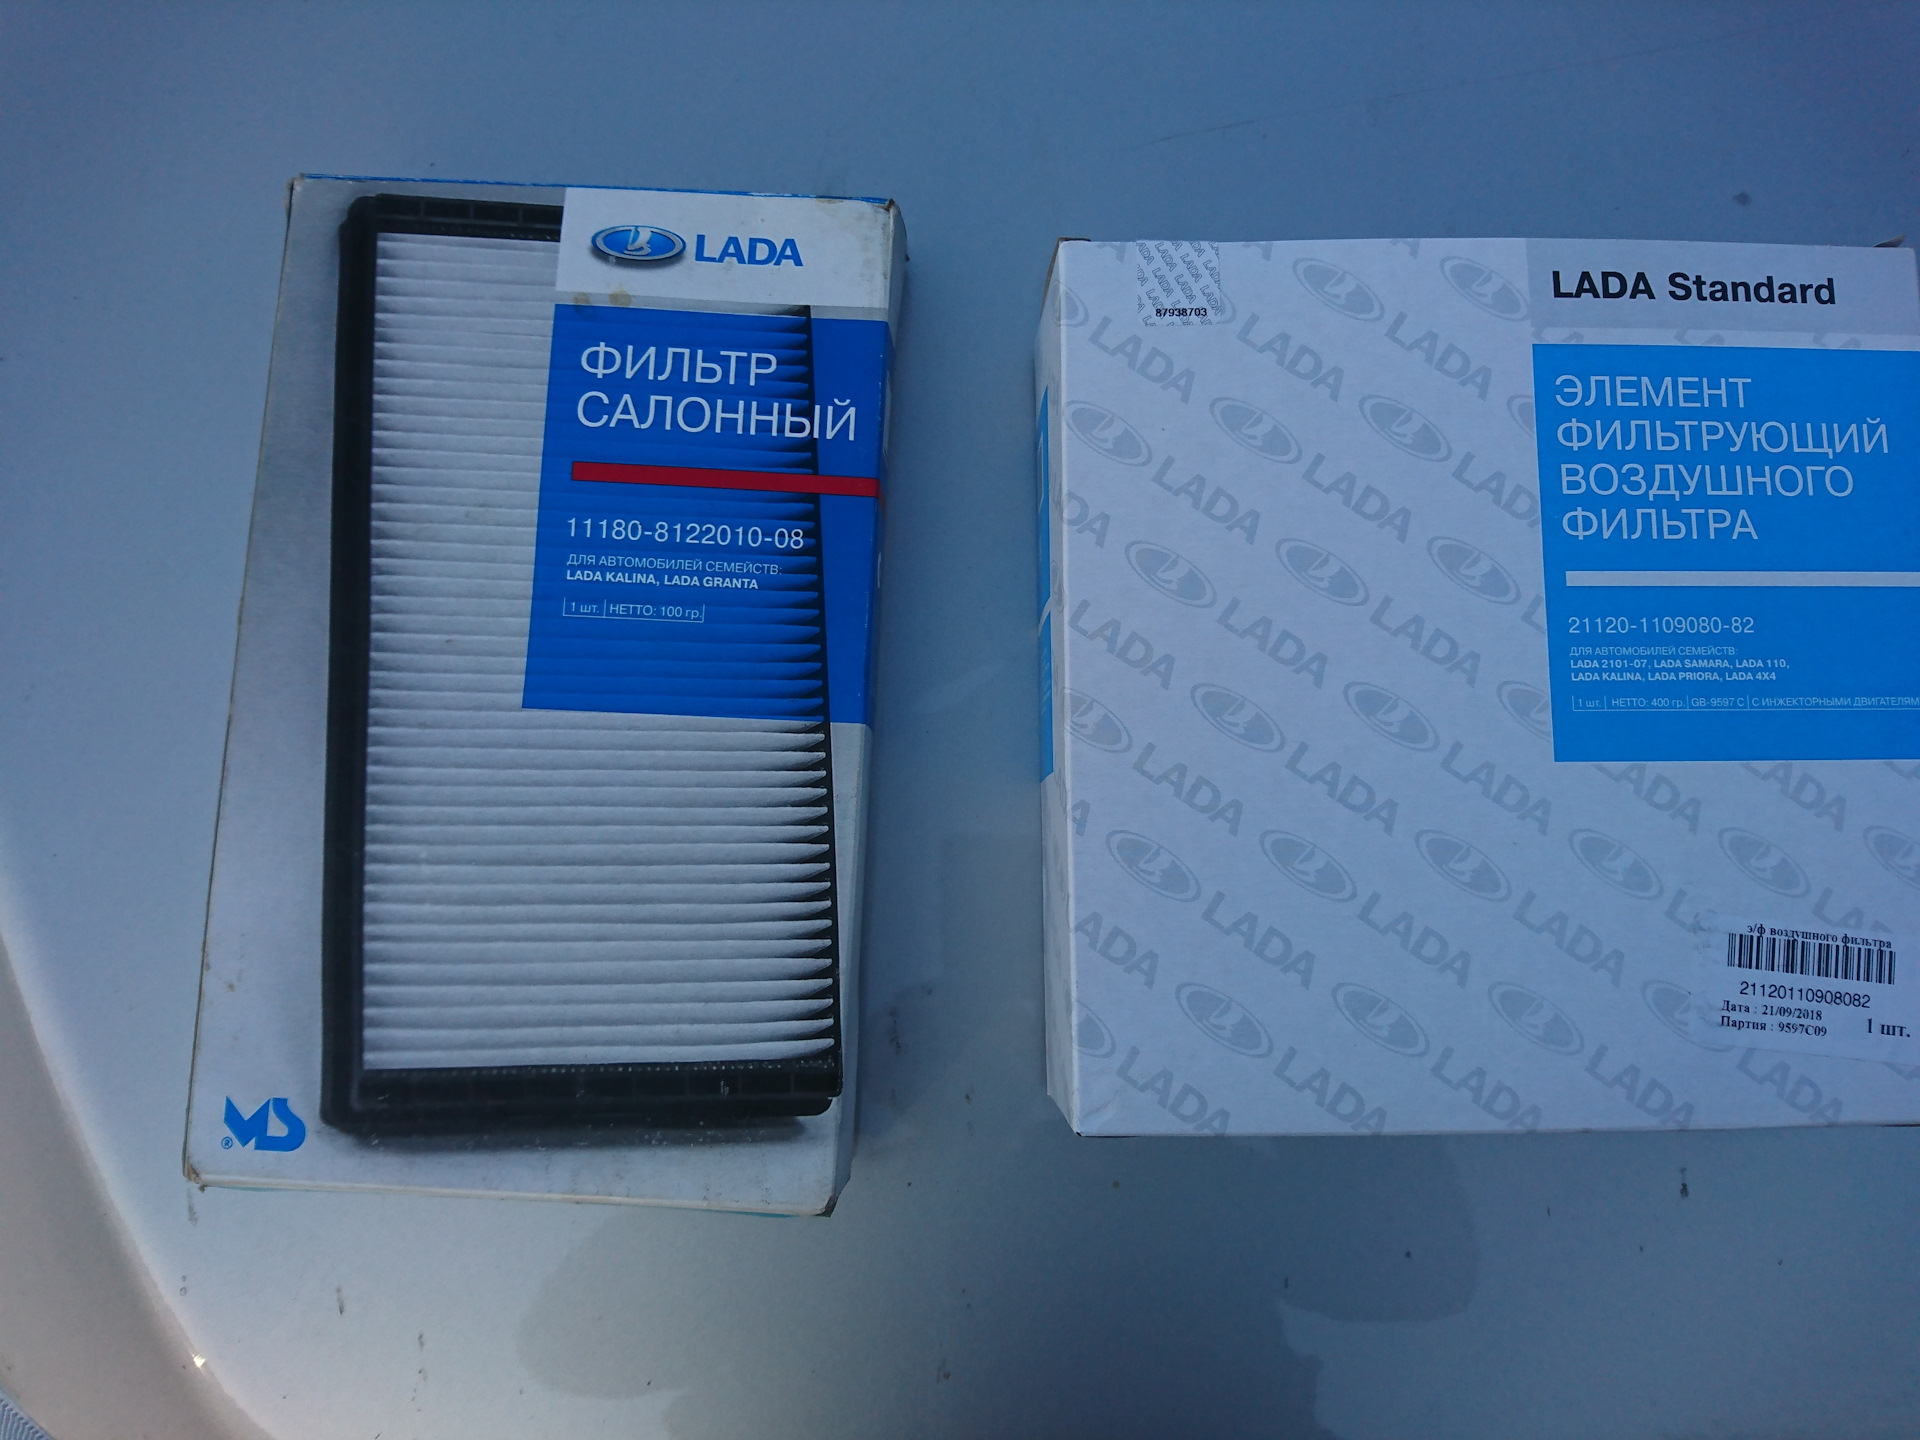 LADA
ФИЛЬТР
САЛОННЫЙ
11180-8122010-08
ДЛЯ АВТОМОБИЛЕЙ СЕМЕЙСТВ:
LADA KALINA, LADA GRANTA
1 шт. НЕТТО: 100 гр.
®
87938703
LADA Standard
ЭЛЕМЕНТ
ФИЛЬТРУЮЩИЙ
ВОЗДУШНОГО
ФИЛЬТРА
21120-1109080-82
ДЛЯ АВТОМОБИЛЕЙ СЕМЕЙСТВ:
LADA 2101-07, LADA SAMARA, LADA 110,
LADA KALINA, LADA PRIORA, LADA 4X4
1 шт. НЕТТО: 400 гр. GB-9597 C С ИНЖЕКТОРНЫМИ ДВИГАТЕЛЯМ
э/ф воздушного фильтра
21120110908082
Дата : 21/09/2018
Партия : 9597C09 1 шт.